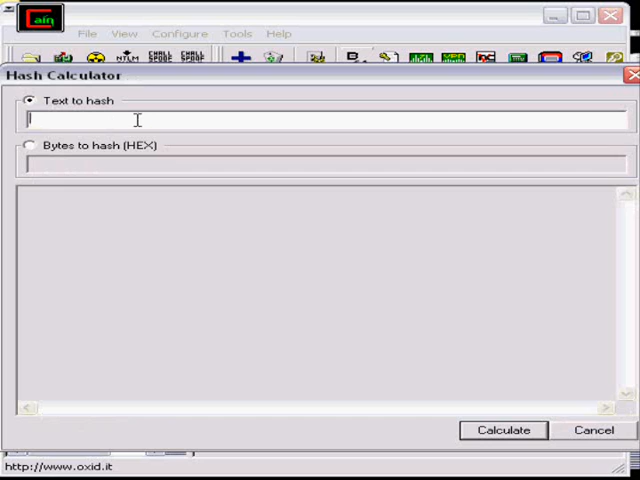 Cain
File View Configure Tools Help
NTLM
CHALL SPOOF
CHALL SPOOF
Hash Calculator
Text to hash
Bytes to hash (HEX)
Calculate Cancel
http://www.oxid.it